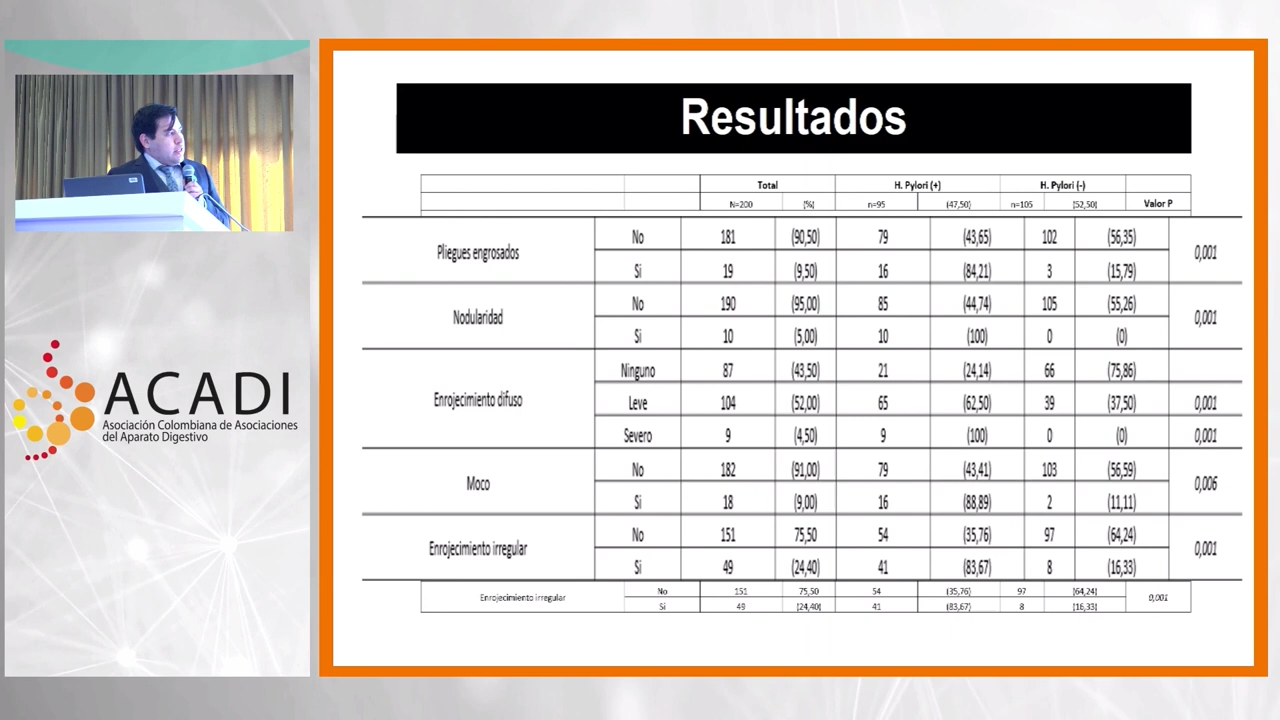 Resultados
Total H. Pylori (+) H. Pylori (-)
N=200 (%) n=95 (47,50) n=105 (52,50) Valor P
Pliegues engrosados No 181 (90,50) 79 (43,65) 102 (56,35) 0,001
Si 19 (9,50) 16 (84,21) 3 (15,79)
Nodularidad No 190 (95,00) 85 (44,74) 105 (55,26) 0,001
Si 10 (5,00) 10 (100) 0 (0)
Enrojecimiento difuso Ninguno 87 (43,50) 21 (24,14) 66 (75,86)
Leve 104 (52,00) 65 (62,50) 39 (37,50) 0,001
Severo 9 (4,50) 9 (100) 0 (0) 0,001
Moco No 182 (91,00) 79 (43,41) 103 (56,59) 0,006
Si 18 (9,00) 16 (88,89) 2 (11,11)
Enrojecimiento irregular No 151 75,50 54 (35,76) 97 (64,24) 0,001
Si 49 (24,40) 41 (83,67) 8 (16,33)
Enrojecimiento irregular No 151 75,50 54 (35,76) 97 (64,24) 0,001
Si 49 (24,40) 41 (83,67) 8 (16,33)
ACADI
Asociación Colombiana de Asociaciones
del Aparato Digestivo